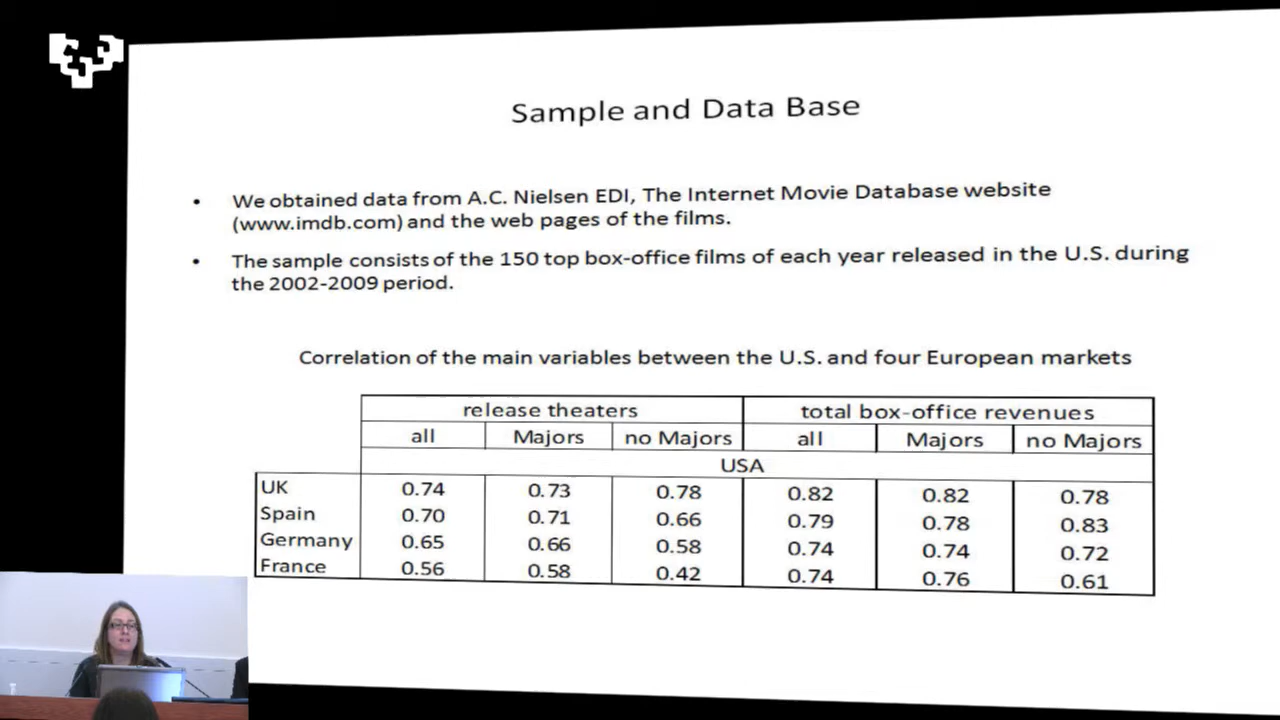 Sample and Data Base
• We obtained data from A.C. Nielsen EDI, The Internet Movie Database website
(www.imdb.com) and the web pages of the films.
• The sample consists of the 150 top box-office films of each year released in the U.S. during
the 2002-2009 period.
Correlation of the main variables between the U.S. and four European markets
release theaters total box-office revenues
all Majors no Majors all Majors no Majors
USA
UK 0.74 0.73 0.78 0.82 0.82 0.78
Spain 0.70 0.71 0.66 0.79 0.78 0.83
Germany 0.65 0.66 0.58 0.74 0.74 0.72
France 0.56 0.58 0.42 0.74 0.76 0.61